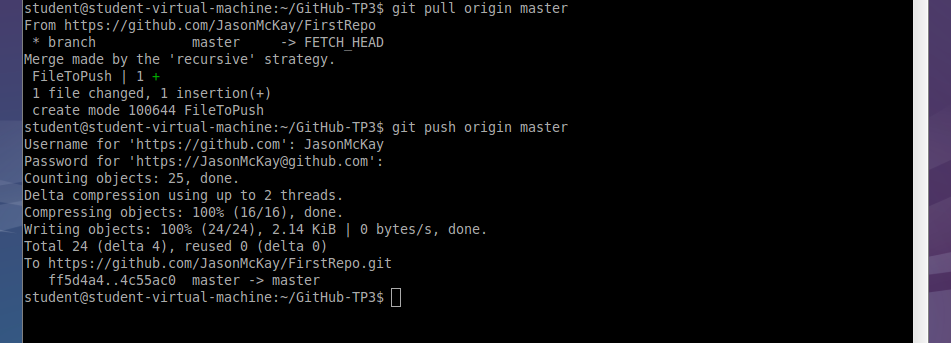 student@student-virtual-machine:~/GitHub-TP3$ git pull origin master
From https://github.com/JasonMcKay/FirstRepo
 * branch            master     -> FETCH_HEAD
Merge made by the 'recursive' strategy.
 FileToPush | 1 +
 1 file changed, 1 insertion(+)
 create mode 100644 FileToPush
student@student-virtual-machine:~/GitHub-TP3$ git push origin master
Username for 'https://github.com': JasonMcKay
Password for 'https://JasonMcKay@github.com':
Counting objects: 25, done.
Delta compression using up to 2 threads.
Compressing objects: 100% (16/16), done.
Writing objects: 100% (24/24), 2.14 KiB | 0 bytes/s, done.
Total 24 (delta 4), reused 0 (delta 0)
To https://github.com/JasonMcKay/FirstRepo.git
   ff5d4a4..4c55ac0  master -> master
student@student-virtual-machine:~/GitHub-TP3$